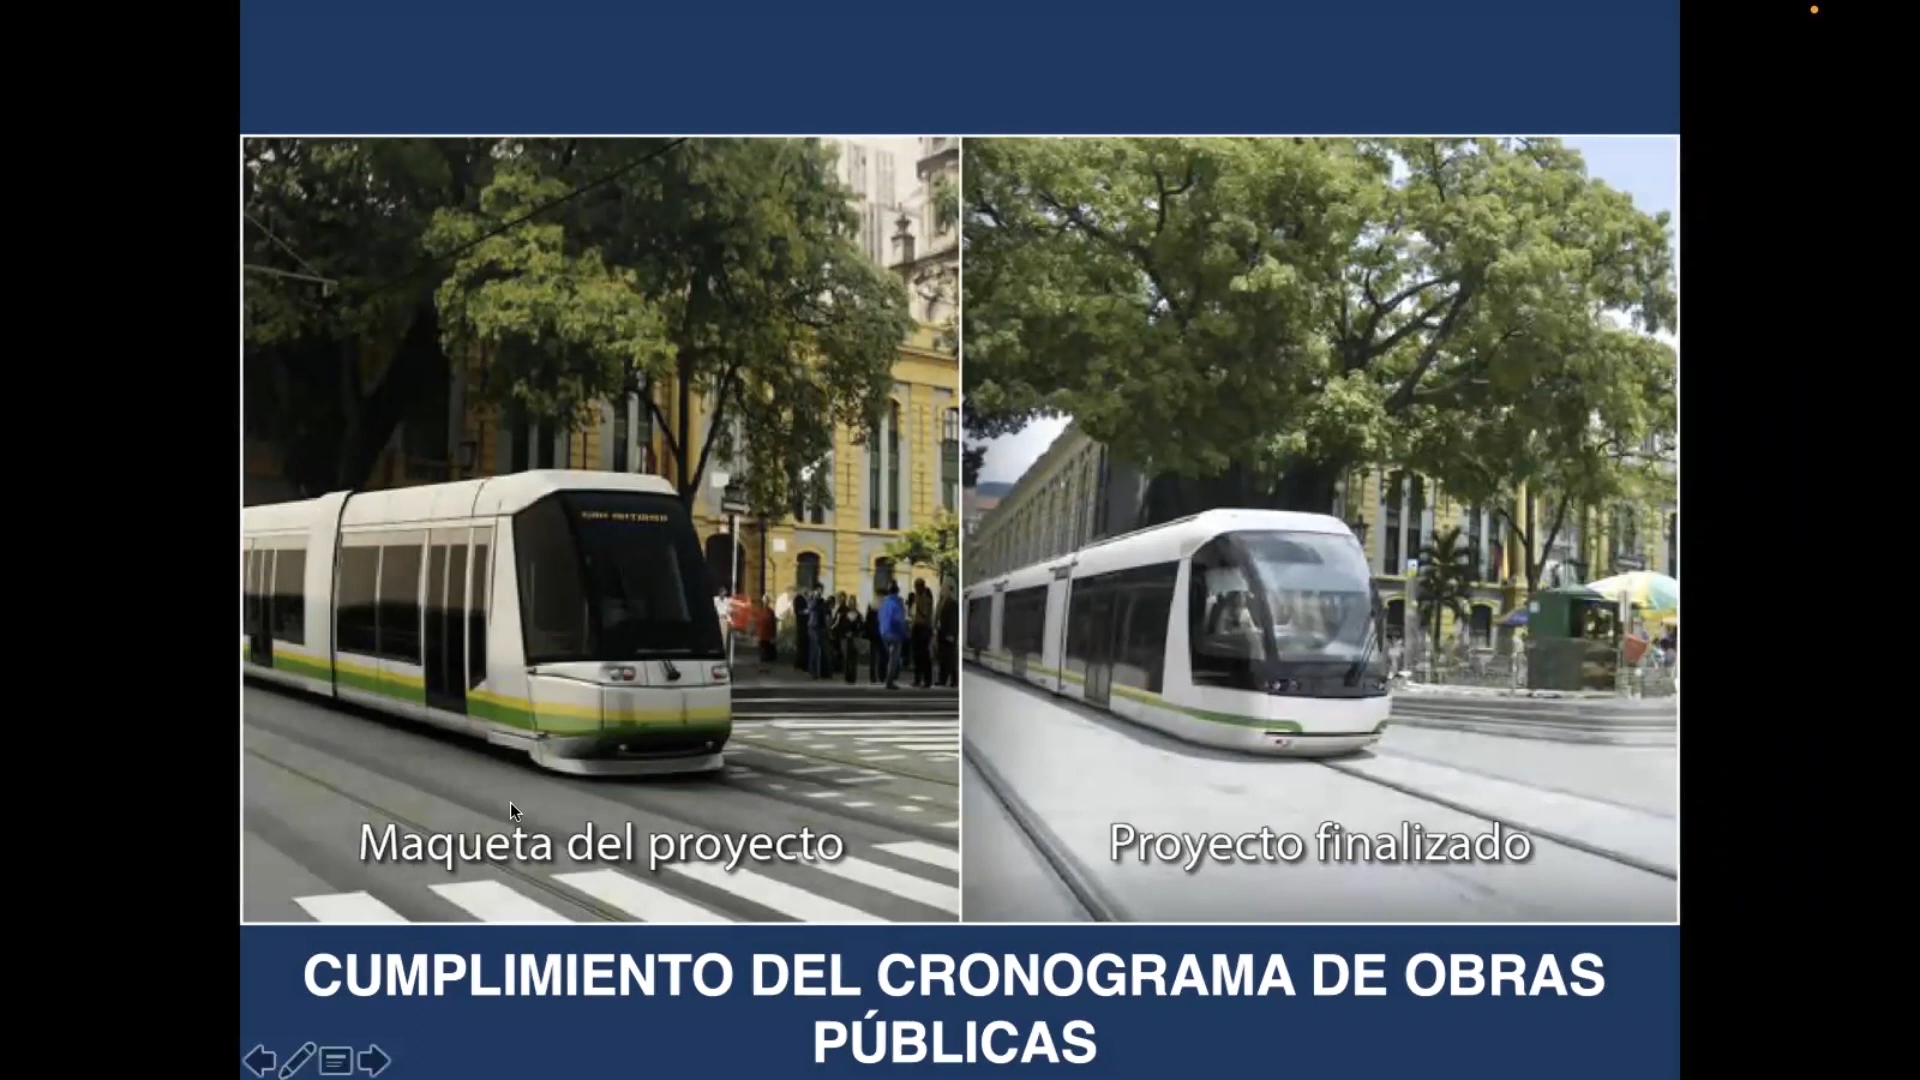 Maqueta del proyecto
Proyecto finalizado
CUMPLIMIENTO DEL CRONOGRAMA DE OBRAS
PÚBLICAS